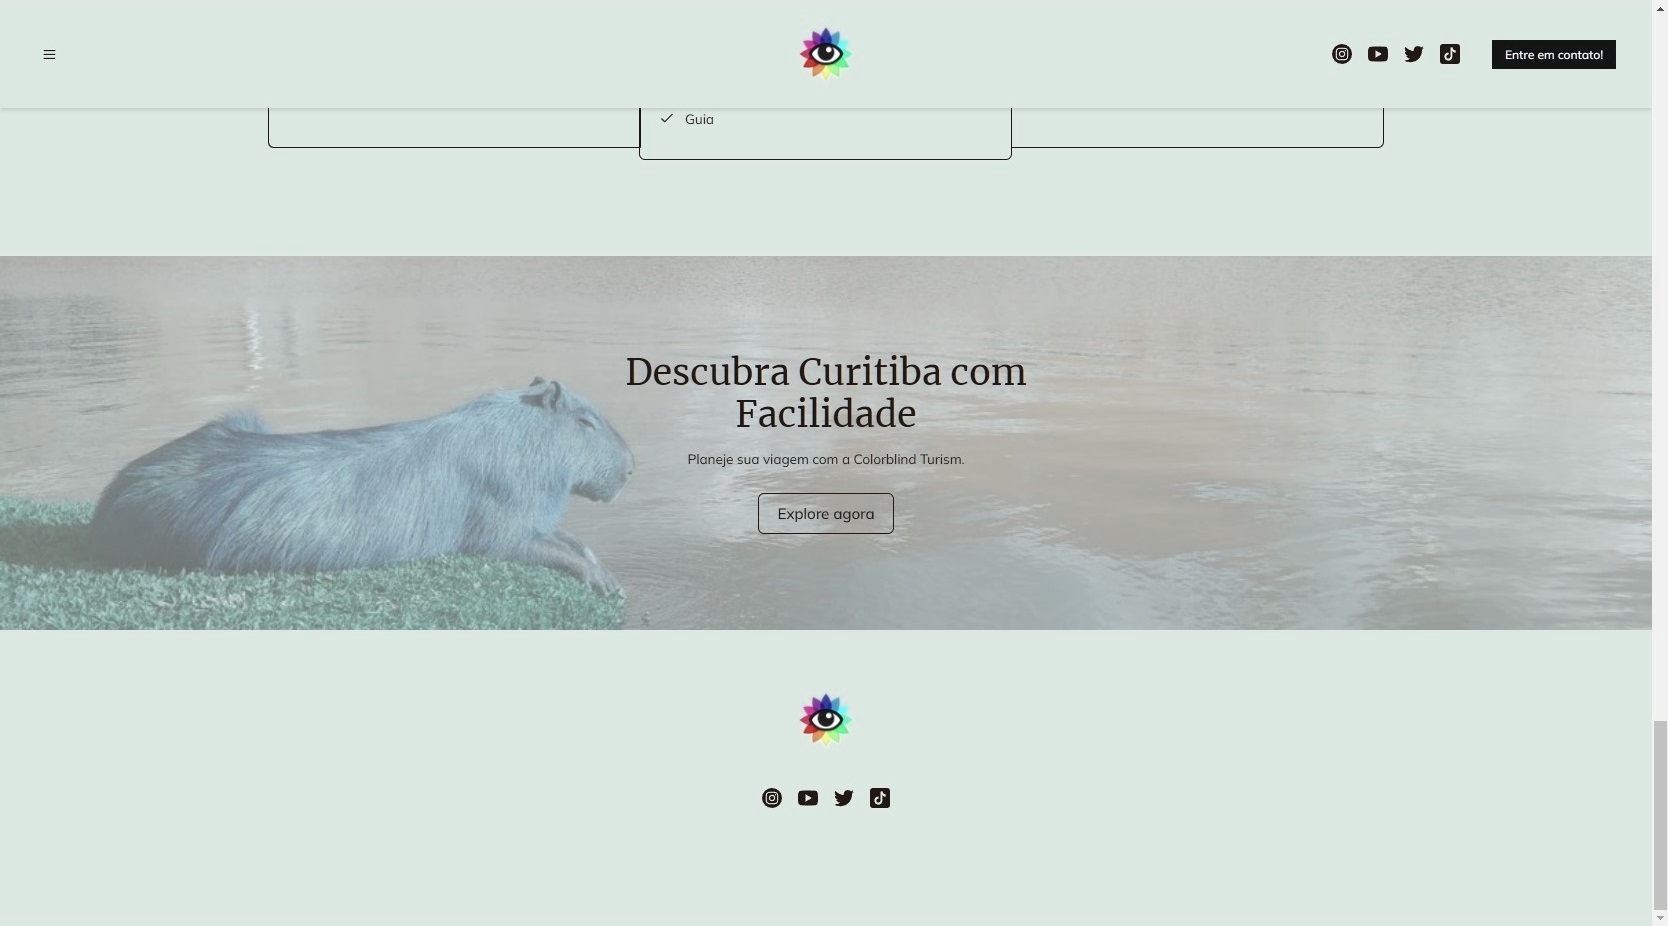 Entre em contato!
Guia
Descubra Curitiba com
Facilidade
Planeje sua viagem com a Colorblind Turism.
Explore agora